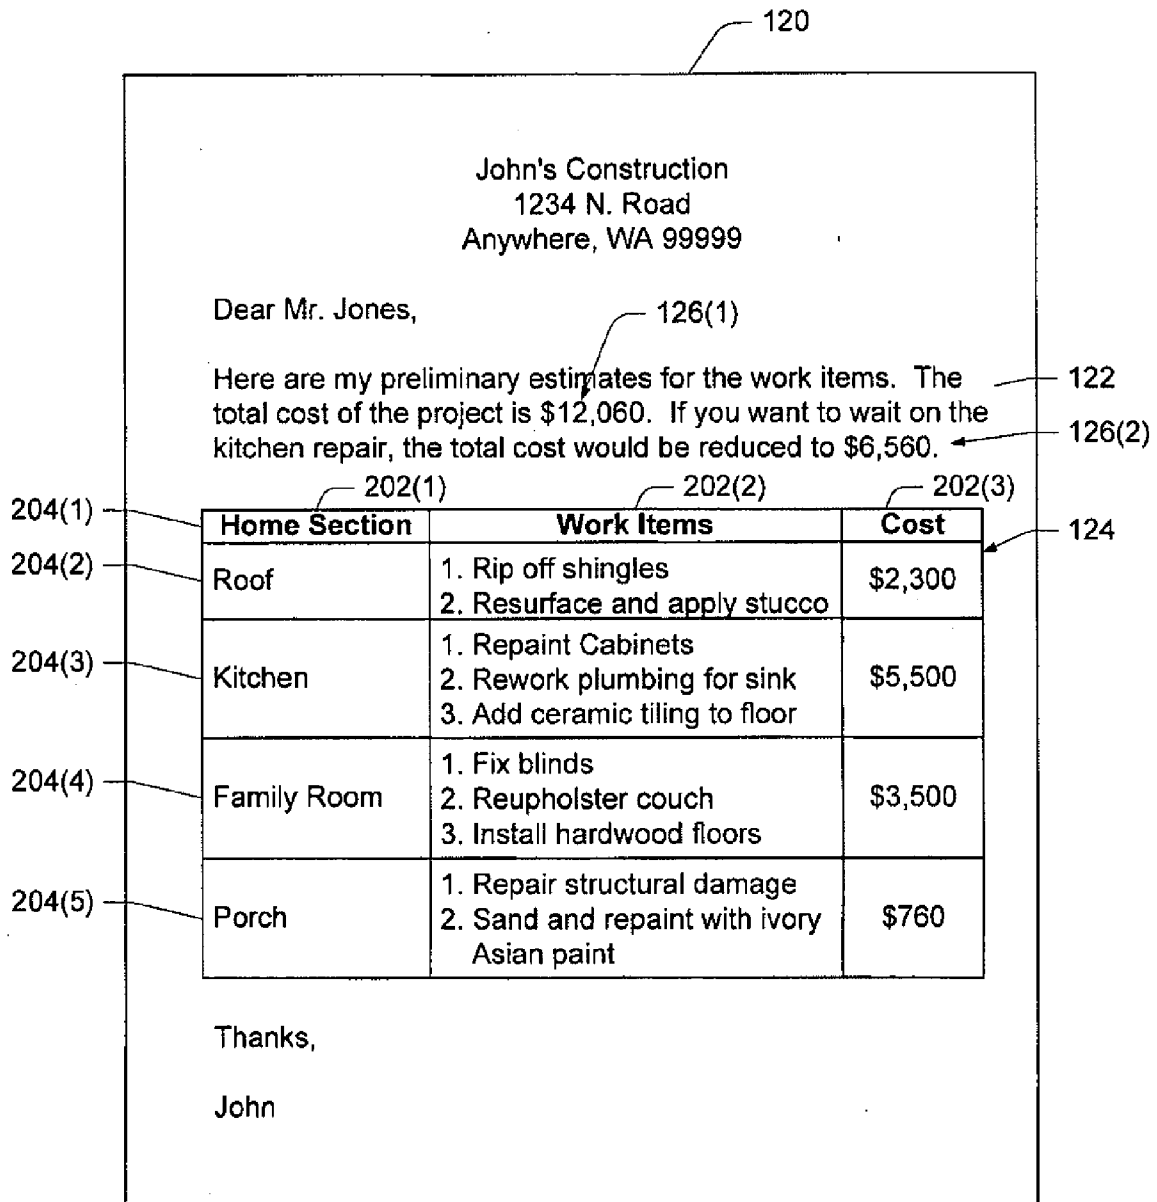 120
John's Construction
1234 N. Road
Anywhere, WA 99999
Dear Mr. Jones,
126(1)
Here are my preliminary estimates for the work items. The
122
total cost of the project is $12,060. If you want to wait on the
126(2)
kitchen repair, the total cost would be reduced to $6,560.
202(1) 202(2) 202(3)
204(1) Home Section Work Items Cost
124
204(2) Roof
1. Rip off shingles
2. Resurface and apply stucco
$2,300
204(3) Kitchen
1. Repaint Cabinets
2. Rework plumbing for sink
3. Add ceramic tiling to floor
$5,500
204(4) Family Room
1. Fix blinds
2. Reupholster couch
3. Install hardwood floors
$3,500
204(5) Porch
1. Repair structural damage
2. Sand and repaint with ivory
Asian paint
$760
Thanks,
John